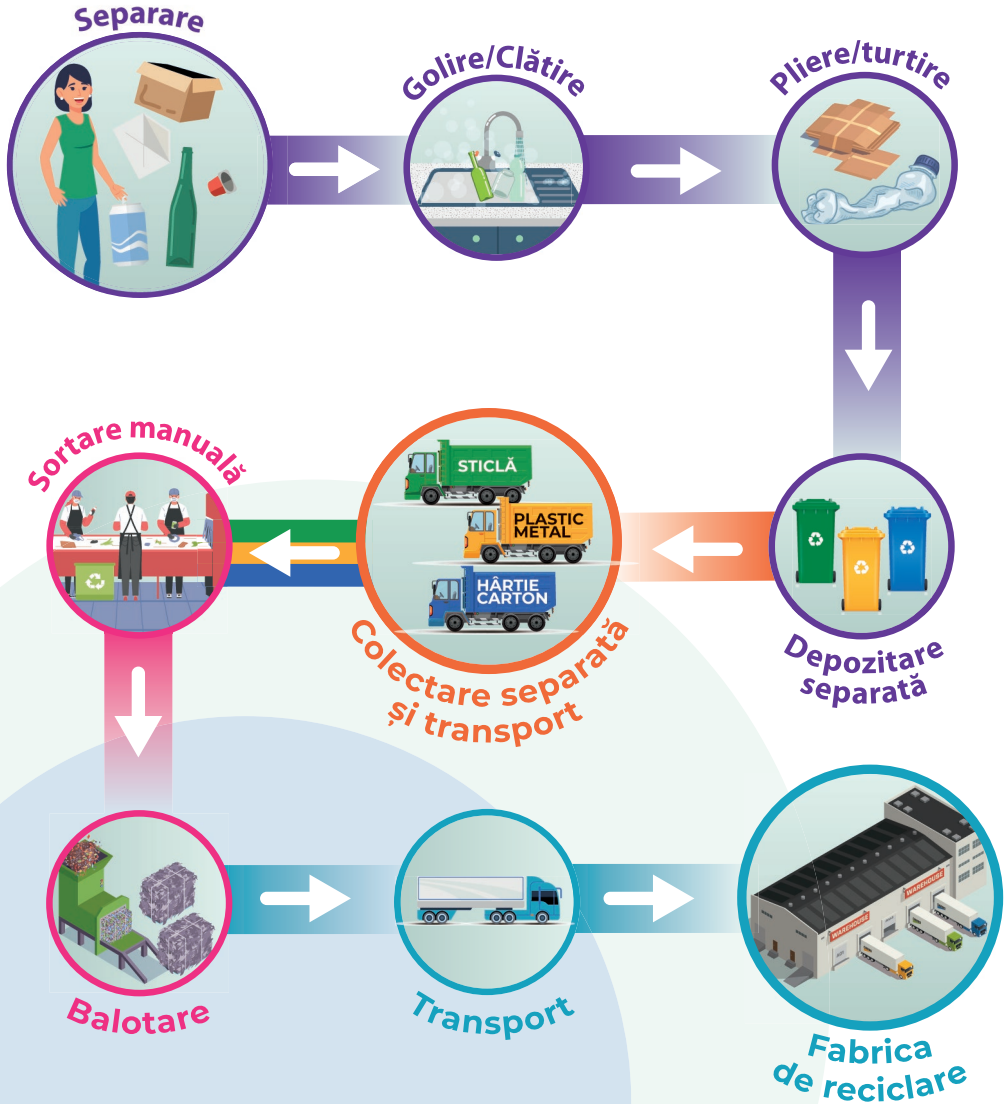 Separare
Golire/Clătire
Pliere/turtire
Sortare manuală
STICLĂ
PLASTIC
METAL
HÂRTIE
CARTON
Colectare separată
și transport
Depozitare
separată
Balotare
Transport
WAREHOUSE
WAREHOUSE
Fabrica
de reciclare